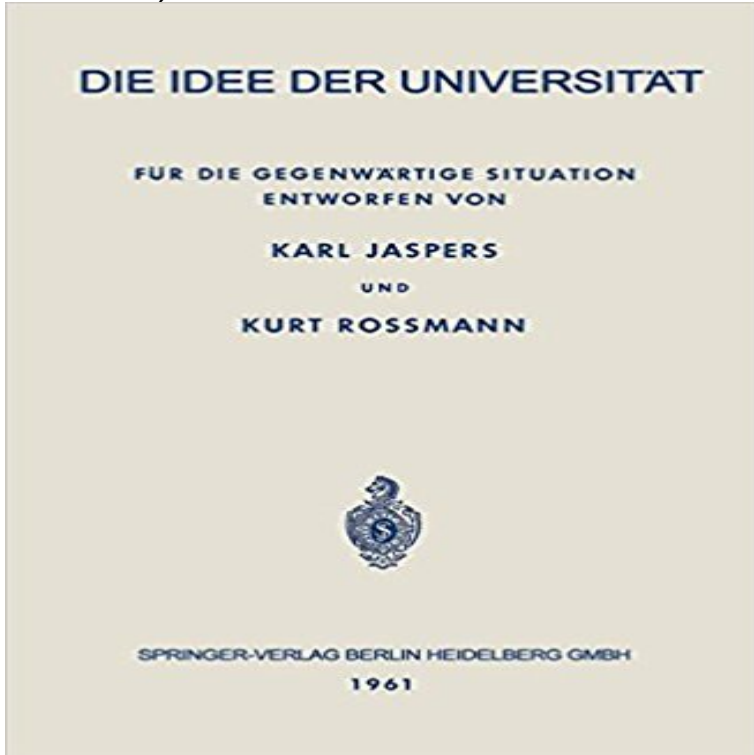 DIE IDEE DER UNIVERSITÄT
FÜR DIE GEGENWÄRTIGE SITUATION
ENTWORFEN VON
KARL JASPERS
UND
KURT ROSSMANN
S
SPRINGER-VERLAG BERLIN HEIDELBERG GMBH
1961